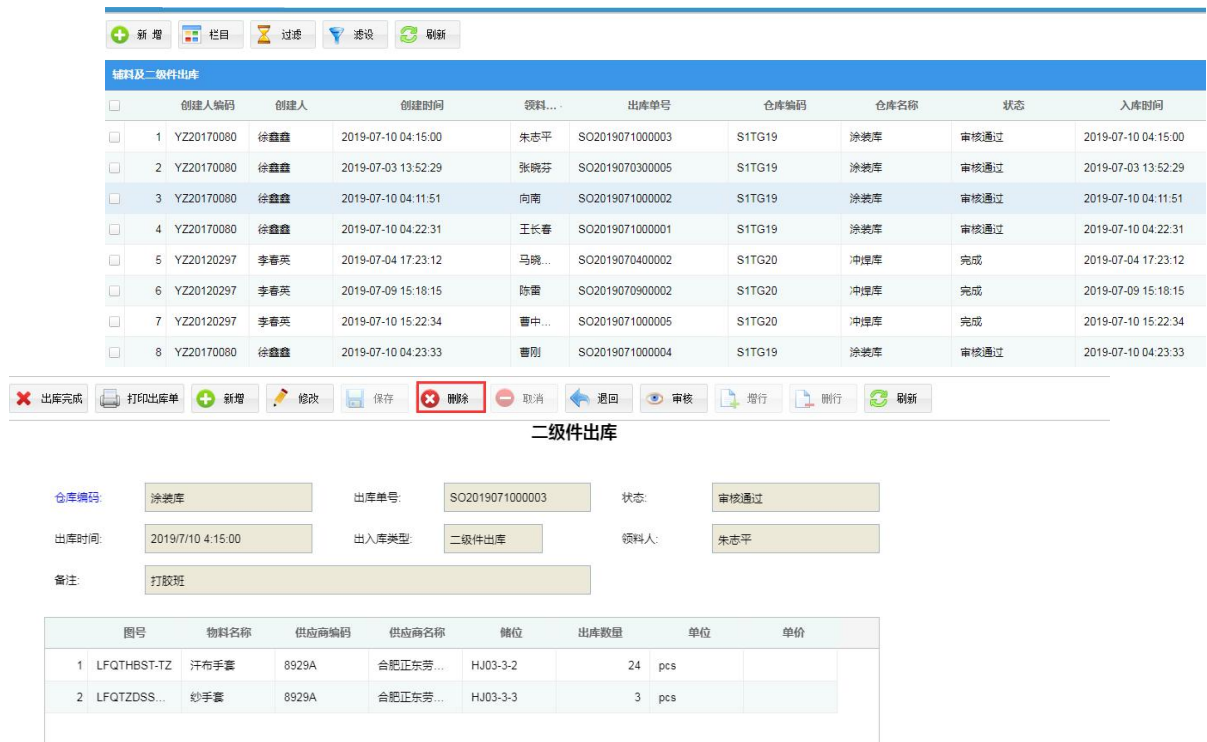 新 增 栏目 过滤 滤设 刷新
辅料及二级件出库
创建人编码 创建人 创建时间 领料... 出库单号 仓库编码 仓库名称 状态 入库时间
1 YZ20170080 徐鑫鑫 2019-07-10 04:15:00 朱志平 SO2019071000003 S1TG19 涂装库 审核通过 2019-07-10 04:15:00
2 YZ20170080 徐鑫鑫 2019-07-03 13:52:29 张晓芬 SO2019070300005 S1TG19 涂装库 审核通过 2019-07-03 13:52:29
3 YZ20170080 徐鑫鑫 2019-07-10 04:11:51 向南 SO2019071000002 S1TG19 涂装库 审核通过 2019-07-10 04:11:51
4 YZ20170080 徐鑫鑫 2019-07-10 04:22:31 王长春 SO2019071000001 S1TG19 涂装库 审核通过 2019-07-10 04:22:31
5 YZ20120297 李春英 2019-07-04 17:23:12 马晓... SO2019070400002 S1TG20 冲焊库 完成 2019-07-04 17:23:12
6 YZ20120297 李春英 2019-07-09 15:18:15 陈雷 SO2019070900002 S1TG20 冲焊库 完成 2019-07-09 15:18:15
7 YZ20120297 李春英 2019-07-10 15:22:34 曹中... SO2019071000005 S1TG20 冲焊库 完成 2019-07-10 15:22:34
8 YZ20170080 徐鑫鑫 2019-07-10 04:23:33 曹刚 SO2019071000004 S1TG19 涂装库 审核通过 2019-07-10 04:23:33
出库完成 打印出库单 新增 修改 保存 删除 取消 退回 审核 增行 删行 刷新
二级件出库
仓库编码: 涂装库 出库单号: SO2019071000003 状态: 审核通过
出库时间: 2019/7/10 4:15:00 出入库类型: 二级件出库 领料人: 朱志平
备注: 打胶班
图号 物料名称 供应商编码 供应商名称 储位 出库数量 单位 单价
1 LFQTHBST-TZ 汗布手套 8929A 合肥正东劳... HJ03-3-2 24 pcs
2 LFQTZDSS... 纱手套 8929A 合肥正东劳... HJ03-3-3 3 pcs